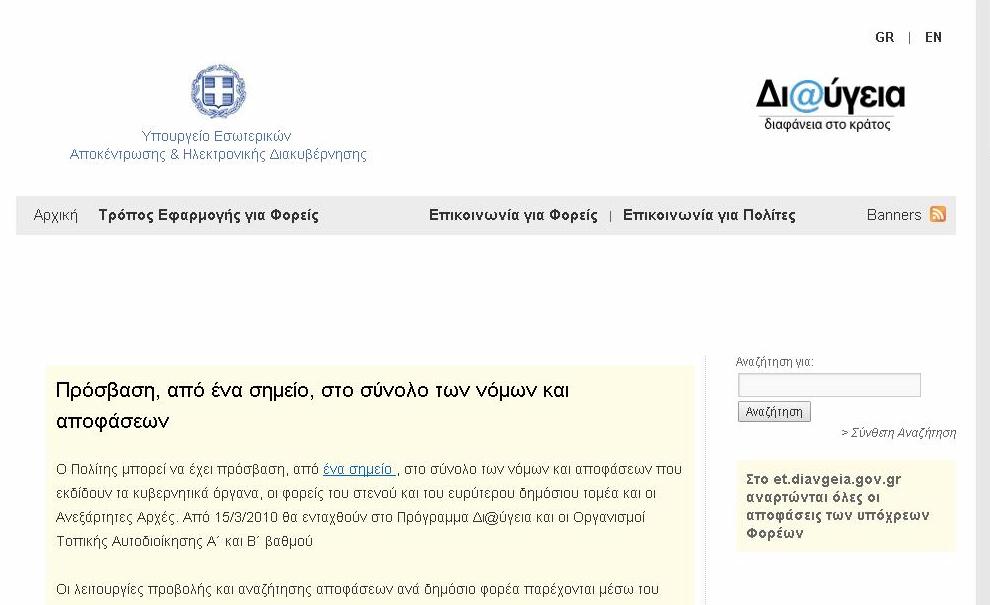 GR | EN
Υπουργείο Εσωτερικών
Αποκέντρωσης & Ηλεκτρονικής Διακυβέρνησης
Δι@ύγεια
διαφάνεια στο κράτος
Αρχική Τρόπος Εφαρμογής για Φορείς Επικοινωνία για Φορείς | Επικοινωνία για Πολίτες Banners
Πρόσβαση, από ένα σημείο, στο σύνολο των νόμων και
αποφάσεων
Ο Πολίτης μπορεί να έχει πρόσβαση, από ένα σημείο , στο σύνολο των νόμων και αποφάσεων που
εκδίδουν τα κυβερνητικά όργανα, οι φορείς του στενού και του ευρύτερου δημόσιου τομέα και οι
Ανεξάρτητες Αρχές. Από 15/3/2010 θα ενταχθούν στο Πρόγραμμα Δι@ύγεια και οι Οργανισμοί
Τοπικής Αυτοδιοίκησης Α΄ και Β΄ βαθμού
Οι λειτουργίες προβολής και αναζήτησης αποφάσεων ανά δημόσιο φορέα παρέχονται μέσω του
Αναζήτηση για:
Αναζήτηση
> Σύνθετη Αναζήτηση
Στο et.diavgeia.gov.gr
αναρτώνται όλες οι
αποφάσεις των υπόχρεων
Φορέων